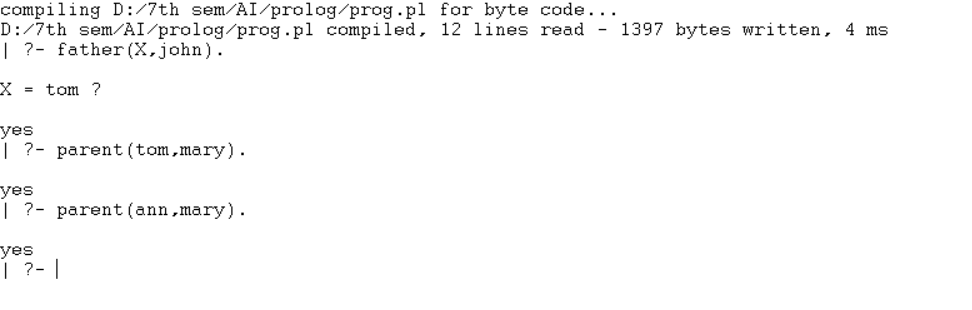 compiling D:/7th sem/AI/prolog/prog.pl for byte code...
D:/7th sem/AI/prolog/prog.pl compiled, 12 lines read - 1397 bytes written, 4 ms
| ?- father(X,john).
X = tom ?
yes
| ?- parent(tom,mary).
yes
| ?- parent(ann,mary).
yes
| ?-